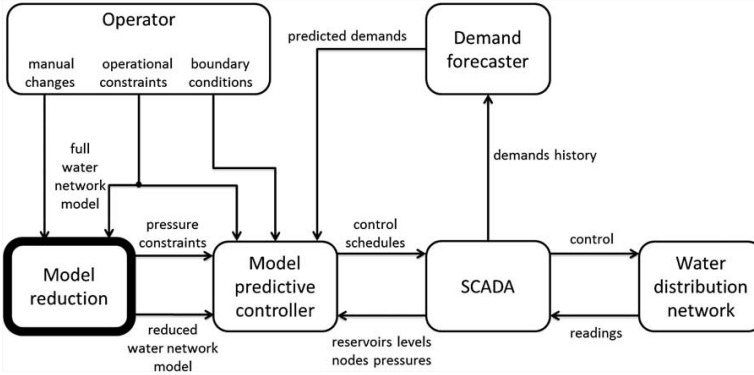 Operator
manual
changes
operational
constraints
boundary
conditions
predicted demands
Demand
forecaster
full
water
network
model
demands history
pressure
constraints
control
schedules
control
Model
reduction
Model
predictive
controller
SCADA
Water
distribution
network
reduced
water network
model
reservoirs levels
nodes pressures
readings